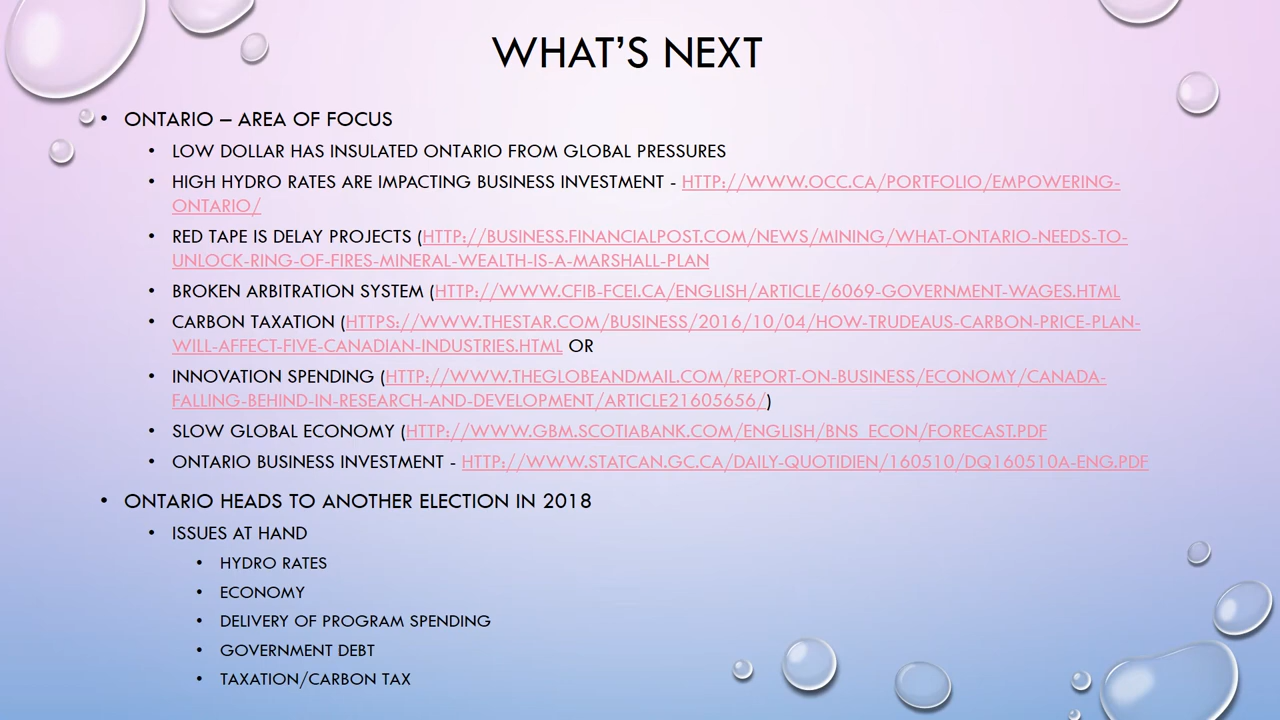 WHAT'S NEXT
• ONTARIO – AREA OF FOCUS
• LOW DOLLAR HAS INSULATED ONTARIO FROM GLOBAL PRESSURES
• HIGH HYDRO RATES ARE IMPACTING BUSINESS INVESTMENT - HTTP://WWW.OCC.CA/PORTFOLIO/EMPOWERING-
ONTARIO/
• RED TAPE IS DELAY PROJECTS (HTTP://BUSINESS.FINANCIALPOST.COM/NEWS/MINING/WHAT-ONTARIO-NEEDS-TO-
UNLOCK-RING-OF-FIRES-MINERAL-WEALTH-IS-A-MARSHALL-PLAN
• BROKEN ARBITRATION SYSTEM (HTTP://WWW.CFIB-FCEI.CA/ENGLISH/ARTICLE/6069-GOVERNMENT-WAGES.HTML
• CARBON TAXATION (HTTPS://WWW.THESTAR.COM/BUSINESS/2016/10/04/HOW-TRUDEAUS-CARBON-PRICE-PLAN-
WILL-AFFECT-FIVE-CANADIAN-INDUSTRIES.HTML OR
• INNOVATION SPENDING (HTTP://WWW.THEGLOBEANDMAIL.COM/REPORT-ON-BUSINESS/ECONOMY/CANADA-
FALLING-BEHIND-IN-RESEARCH-AND-DEVELOPMENT/ARTICLE21605656/)
• SLOW GLOBAL ECONOMY (HTTP://WWW.GBM.SCOTIABANK.COM/ENGLISH/BNS_ECON/FORECAST.PDF
• ONTARIO BUSINESS INVESTMENT - HTTP://WWW.STATCAN.GC.CA/DAILY-QUOTIDIEN/160510/DQ160510A-ENG.PDF
• ONTARIO HEADS TO ANOTHER ELECTION IN 2018
• ISSUES AT HAND
• HYDRO RATES
• ECONOMY
• DELIVERY OF PROGRAM SPENDING
• GOVERNMENT DEBT
• TAXATION/CARBON TAX